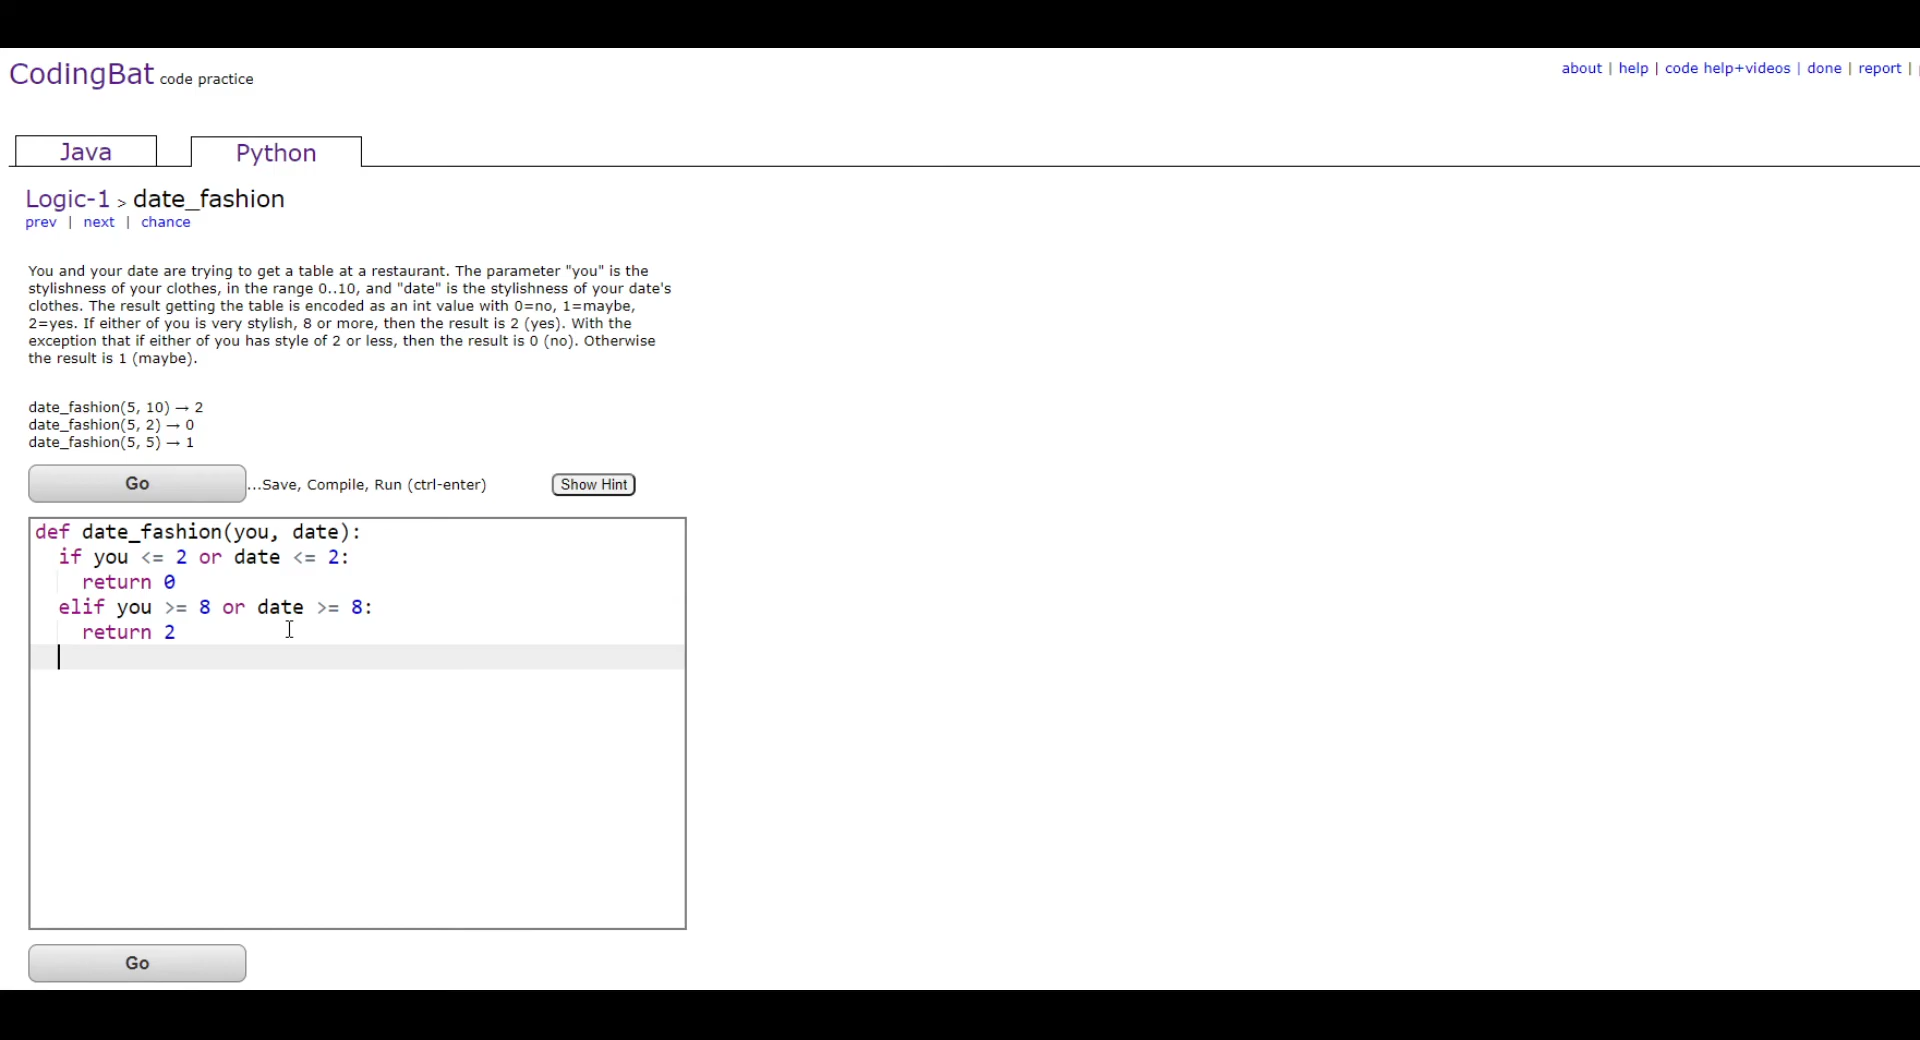 CodingBat code practice
about | help | code help+videos | done | report |
Java
Python
Logic-1 > date_fashion
prev | next | chance
You and your date are trying to get a table at a restaurant. The parameter "you" is the
stylishness of your clothes, in the range 0..10, and "date" is the stylishness of your date's
clothes. The result getting the table is encoded as an int value with 0=no, 1=maybe,
2=yes. If either of you is very stylish, 8 or more, then the result is 2 (yes). With the
exception that if either of you has style of 2 or less, then the result is 0 (no). Otherwise
the result is 1 (maybe).
date_fashion(5, 10) → 2
date_fashion(5, 2) → 0
date_fashion(5, 5) → 1
Go ...Save, Compile, Run (ctrl-enter) Show Hint
def date_fashion(you, date):
  if you <= 2 or date <= 2:
    return 0
  elif you >= 8 or date >= 8:
    return 2
Go